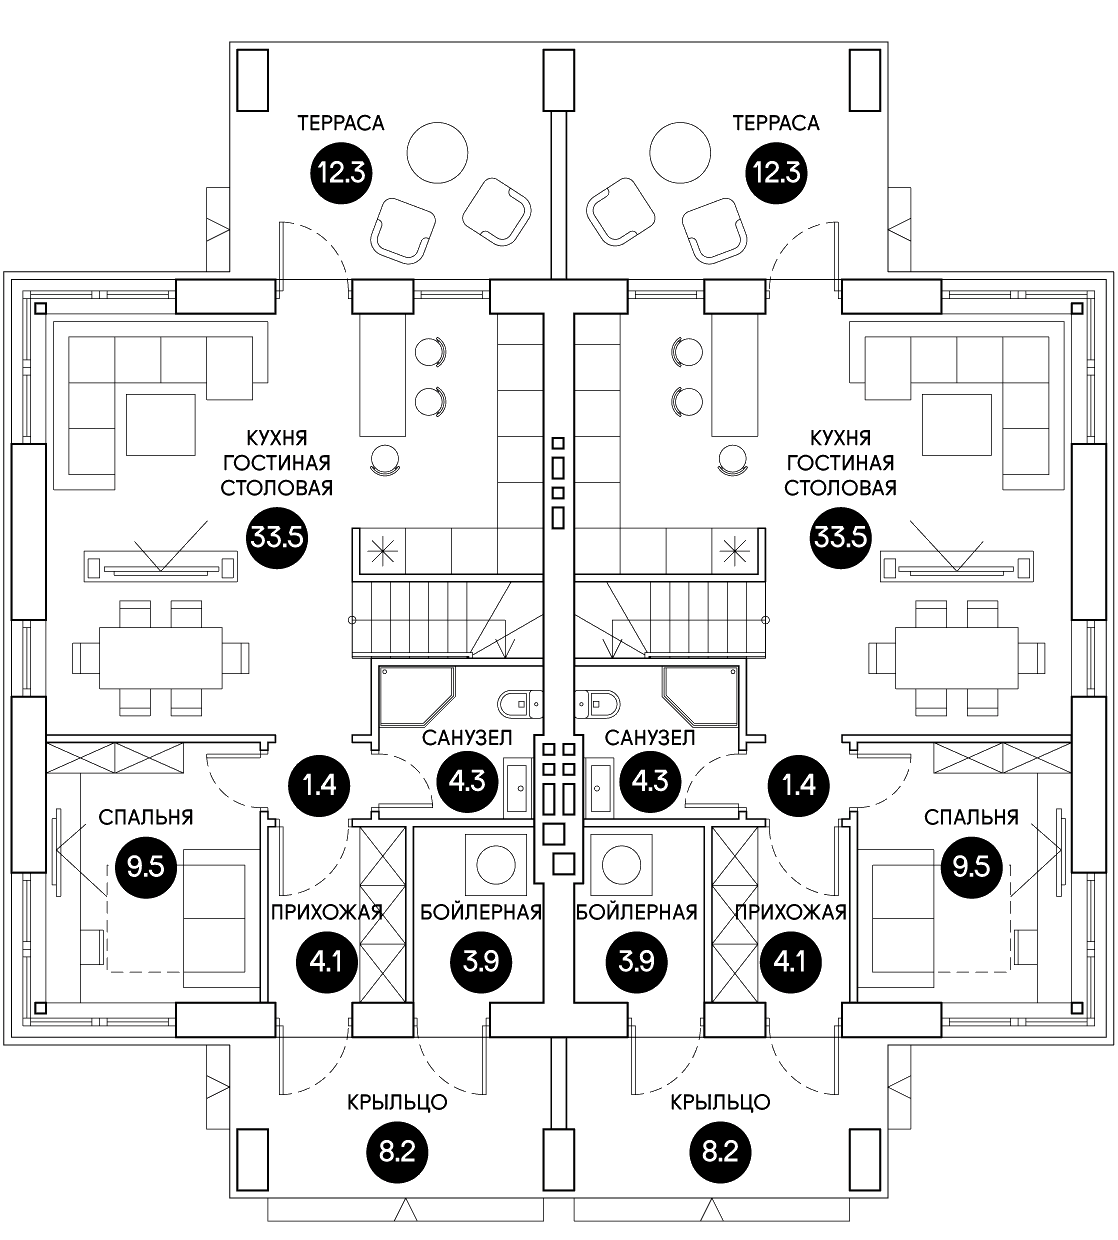 ТЕРРАСА
12.3
ТЕРРАСА
12.3
КУХНЯ
ГОСТИНАЯ
СТОЛОВАЯ
33.5
КУХНЯ
ГОСТИНАЯ
СТОЛОВАЯ
33.5
САНУЗЕЛ
4.3
САНУЗЕЛ
4.3
1.4
1.4
СПАЛЬНЯ
9.5
СПАЛЬНЯ
9.5
ПРИХОЖАЯ
4.1
БОЙЛЕРНАЯ
3.9
БОЙЛЕРНАЯ
3.9
ПРИХОЖАЯ
4.1
КРЫЛЬЦО
8.2
КРЫЛЬЦО
8.2